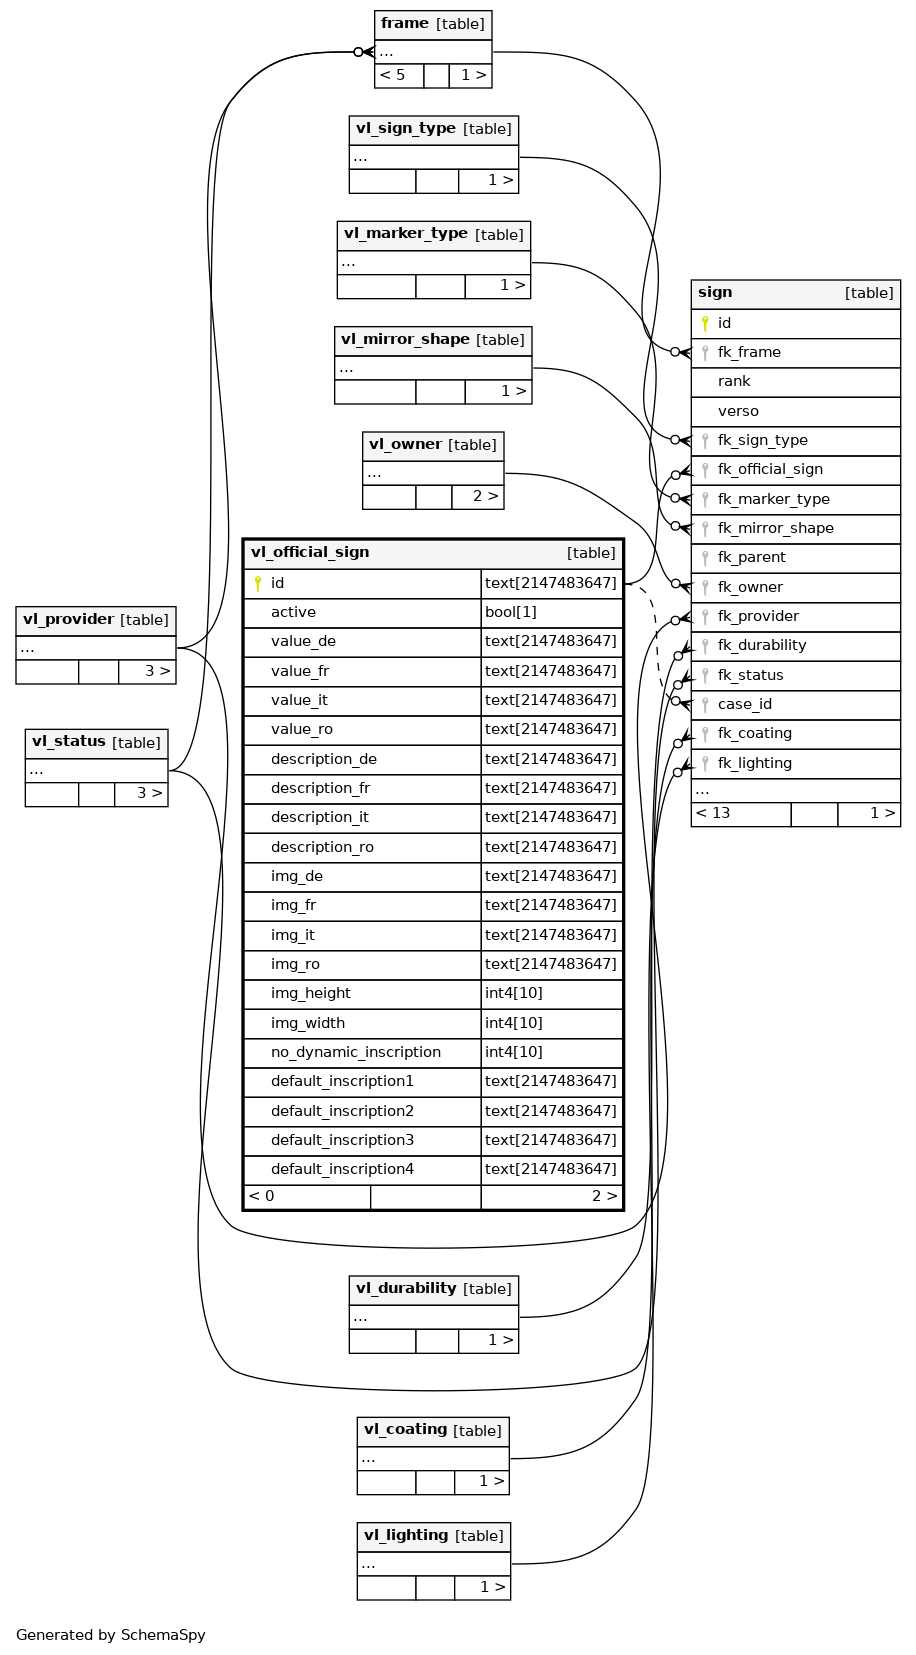 frame [table]
...
< 5 1 >
vl_sign_type [table]
...
1 >
vl_marker_type [table]
...
1 >
vl_mirror_shape [table]
...
1 >
vl_owner [table]
...
2 >
sign [table]
id
fk_frame
rank
verso
fk_sign_type
fk_official_sign
fk_marker_type
fk_mirror_shape
fk_parent
fk_owner
fk_provider
fk_durability
fk_status
case_id
fk_coating
fk_lighting
...
< 13 1 >
vl_official_sign [table]
id text[2147483647]
active bool[1]
value_de text[2147483647]
value_fr text[2147483647]
value_it text[2147483647]
value_ro text[2147483647]
description_de text[2147483647]
description_fr text[2147483647]
description_it text[2147483647]
description_ro text[2147483647]
img_de text[2147483647]
img_fr text[2147483647]
img_it text[2147483647]
img_ro text[2147483647]
img_height int4[10]
img_width int4[10]
no_dynamic_inscription int4[10]
default_inscription1 text[2147483647]
default_inscription2 text[2147483647]
default_inscription3 text[2147483647]
default_inscription4 text[2147483647]
< 0 2 >
vl_provider [table]
...
3 >
vl_status [table]
...
3 >
vl_durability [table]
...
1 >
vl_coating [table]
...
1 >
vl_lighting [table]
...
1 >
Generated by SchemaSpy